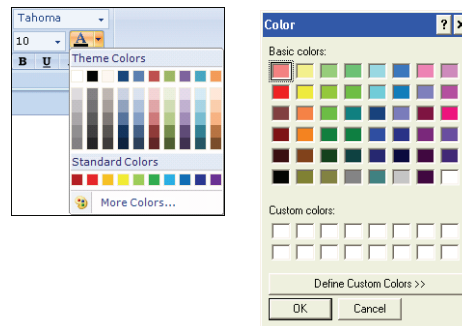 Tahoma
10
B U A
Theme Colors
Standard Colors
More Colors...
Color
?
Basic colors:
Custom colors:
Define Custom Colors >>
OK Cancel